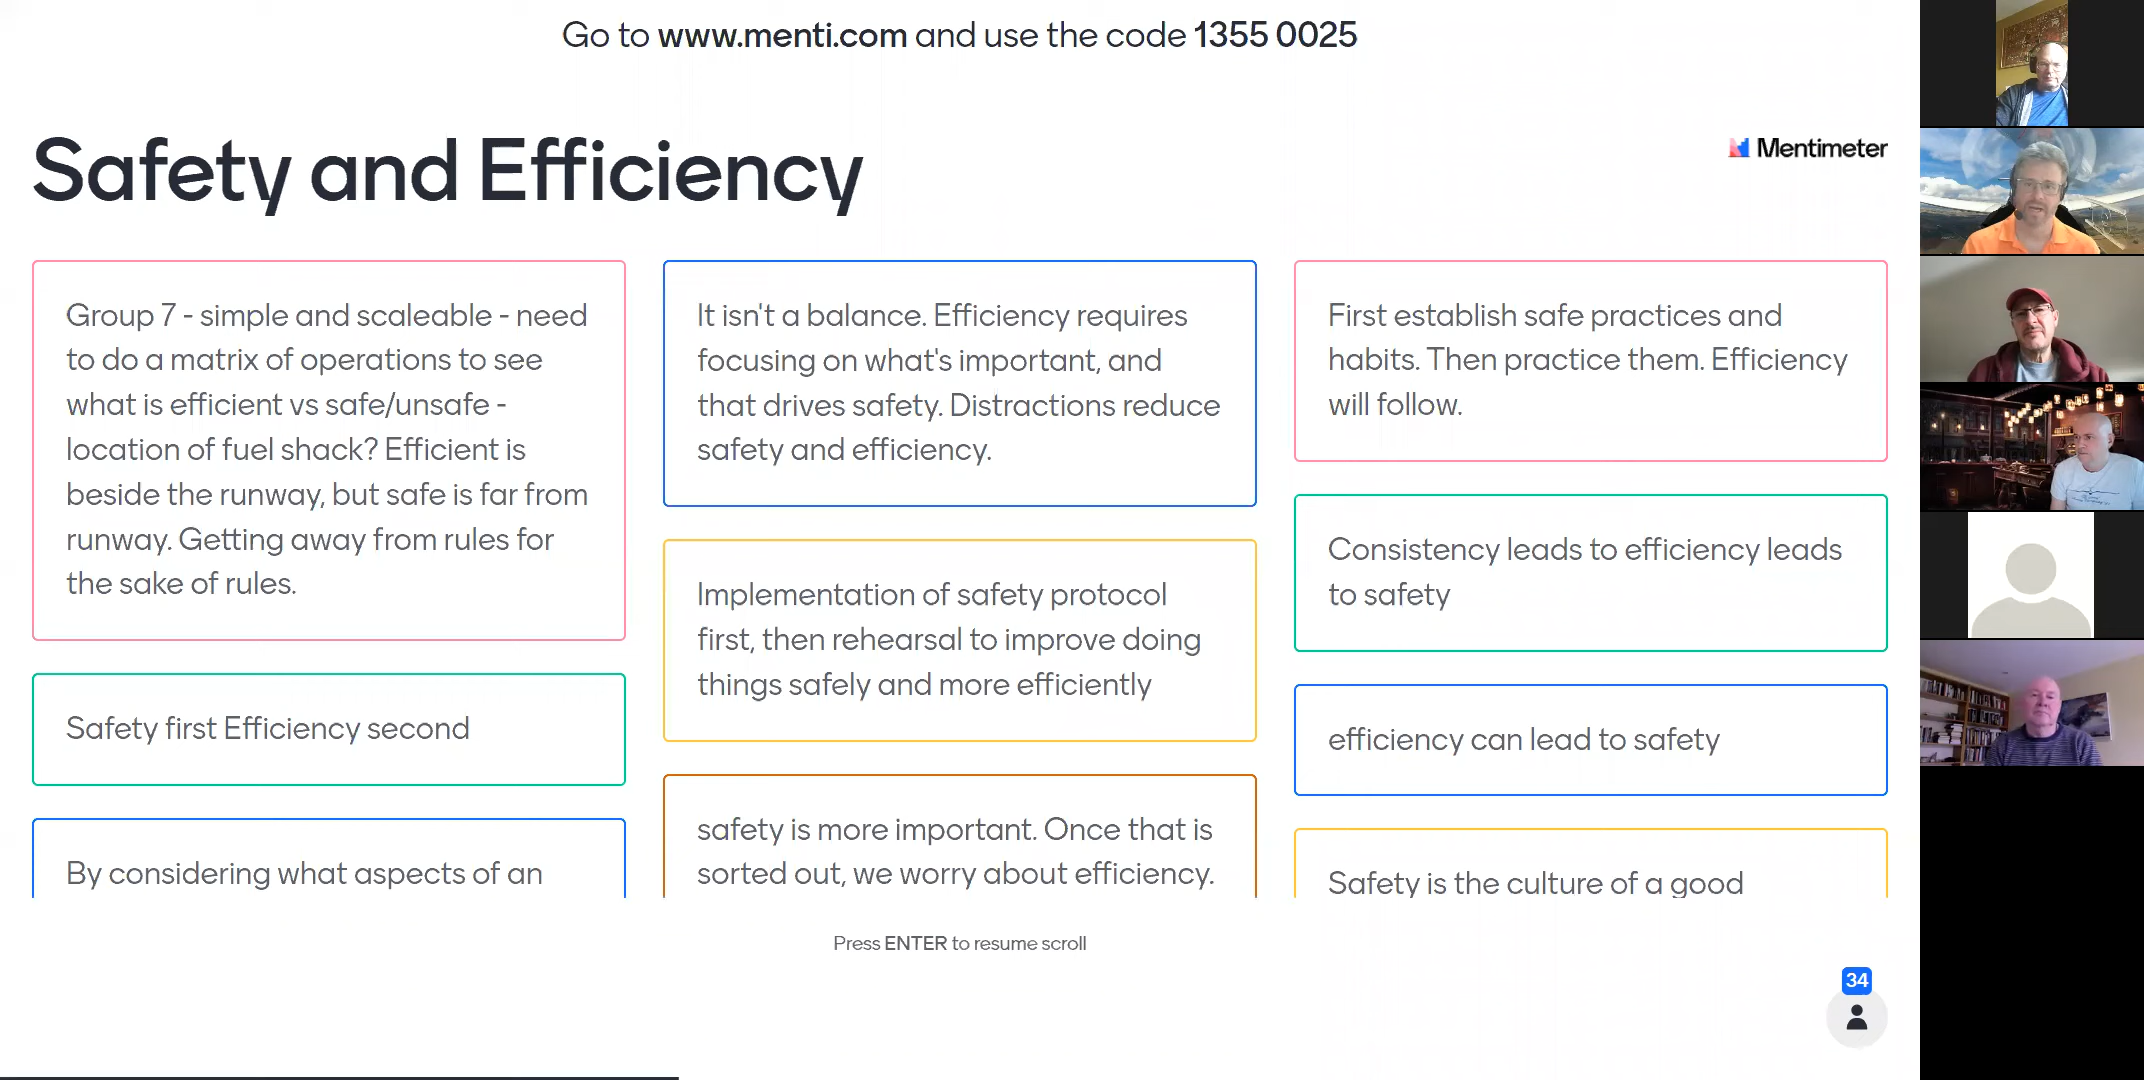 Go to www.menti.com and use the code 1355 0025
Safety and Efficiency
Mentimeter
Group 7 - simple and scaleable - need
to do a matrix of operations to see
what is efficient vs safe/unsafe -
location of fuel shack? Efficient is
beside the runway, but safe is far from
runway. Getting away from rules for
the sake of rules.
Safety first Efficiency second
By considering what aspects of an
It isn't a balance. Efficiency requires
focusing on what's important, and
that drives safety. Distractions reduce
safety and efficiency.
Implementation of safety protocol
first, then rehearsal to improve doing
things safely and more efficiently
safety is more important. Once that is
sorted out, we worry about efficiency.
First establish safe practices and
habits. Then practice them. Efficiency
will follow.
Consistency leads to efficiency leads
to safety
efficiency can lead to safety
Safety is the culture of a good
Press ENTER to resume scroll
34